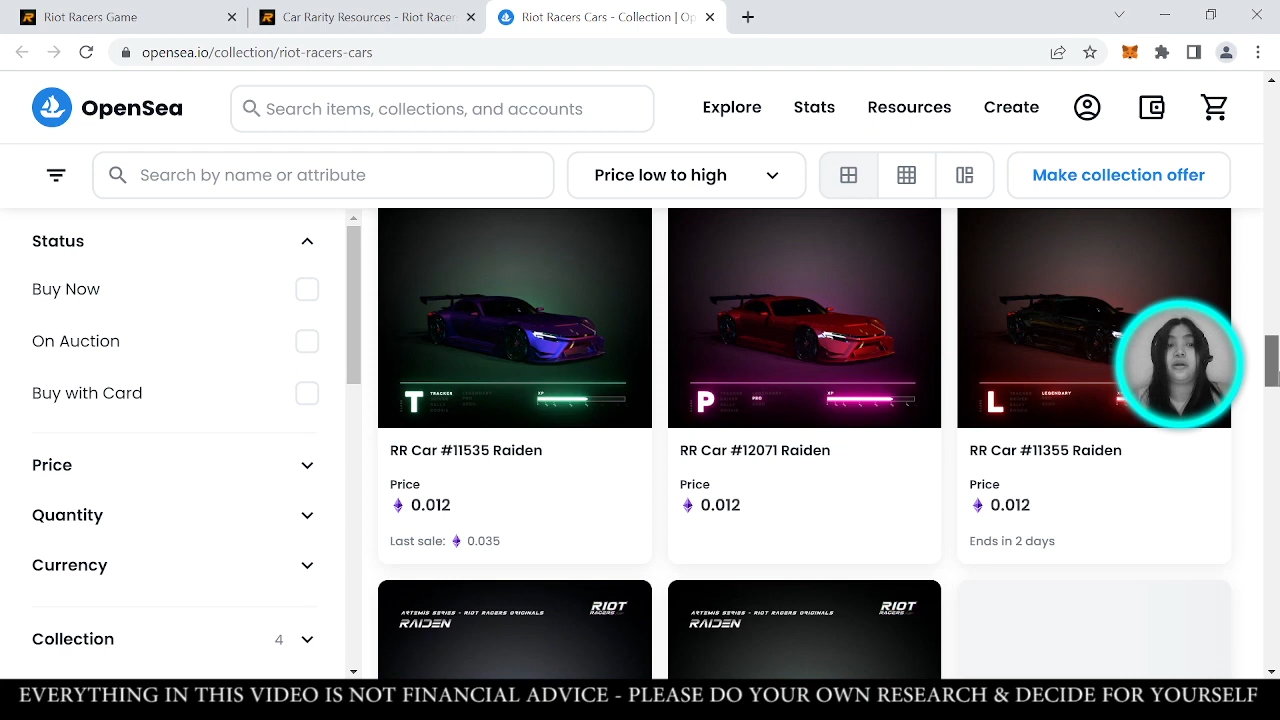 Riot Racers Game
Car Rarity Resources - Riot Racer
Riot Racers Cars - Collection | Op
opensea.io/collection/riot-racers-cars
OpenSea
Search items, collections, and accounts
Explore
Stats
Resources
Create
Search by name or attribute
Price low to high
Make collection offer
Status
Buy Now
On Auction
Buy with Card
Price
Quantity
Currency
Collection
4
T
TRACKER
XP
RR Car #11535 Raiden
Price
0.012
Last sale: 0.035
P
PRO
XP
RR Car #12071 Raiden
Price
0.012
L
LEGENDARY
XP
RR Car #11355 Raiden
Price
0.012
Ends in 2 days
ARTEMIS SERIES - RIOT RACERS ORIGINALS
RAIDEN
RIOT
RACERS
ARTEMIS SERIES - RIOT RACERS ORIGINALS
RAIDEN
RIOT
RACERS
EVERYTHING IN THIS VIDEO IS NOT FINANCIAL ADVICE - PLEASE DO YOUR OWN RESEARCH & DECIDE FOR YOURSELF